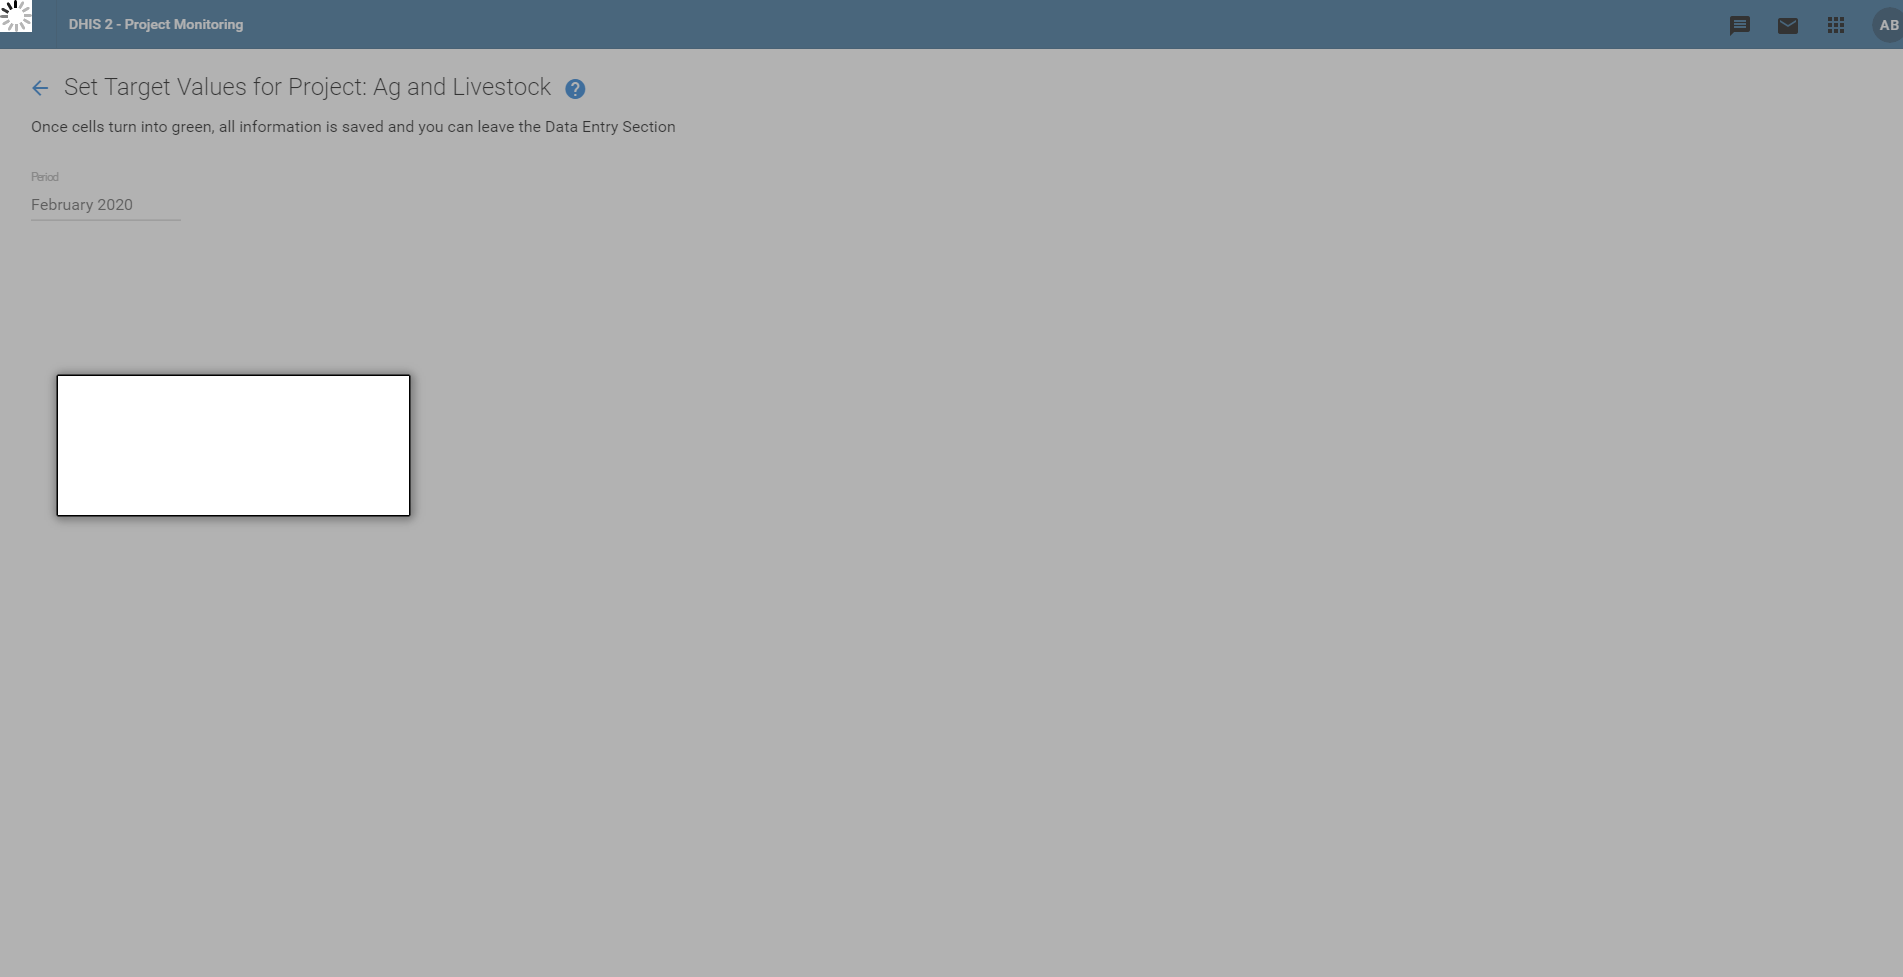 DHIS 2 - Project Monitoring
AB
Set Target Values for Project: Ag and Livestock
Once cells turn into green, all information is saved and you can leave the Data Entry Section
Period
February 2020